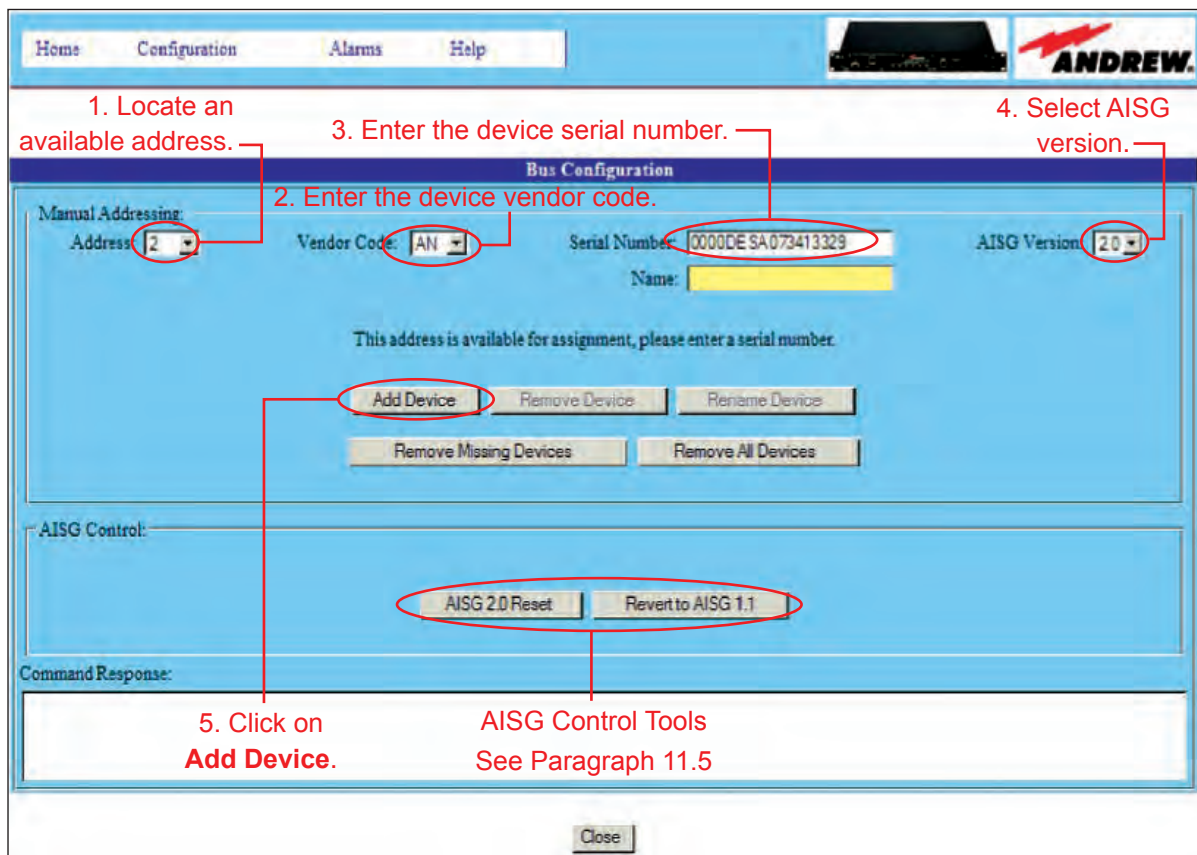 Home Configuration Alarms Help
ANDREW.
1. Locate an
available address.
3. Enter the device serial number.
4. Select AISG
version.
Bus Configuration
2. Enter the device vendor code.
Manual Addressing:
Address: 2 Vendor Code: AN Serial Number: 0000DESA073413329 AISG Version: 2.0
Name:
This address is available for assignment, please enter a serial number.
Add Device Remove Device Rename Device
Remove Missing Devices Remove All Devices
AISG Control:
AISG 2.0 Reset Revert to AISG 1.1
Command Response:
5. Click on
Add Device.
AISG Control Tools
See Paragraph 11.5
Close